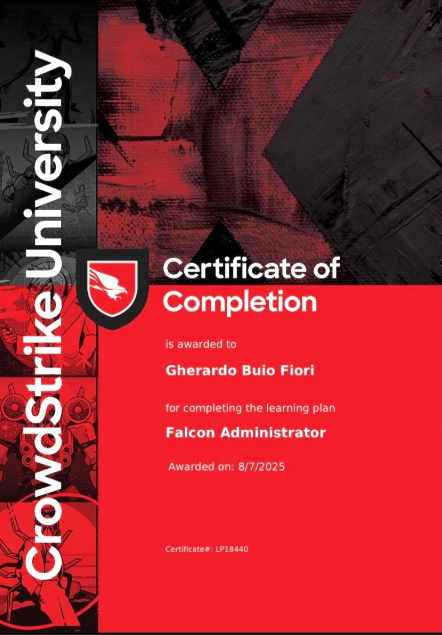 CrowdStrike University
Certificate of
Completion
is awarded to
Gherardo Buio Fiori
for completing the learning plan
Falcon Administrator
Awarded on: 8/7/2025
Certificate#: LP18440